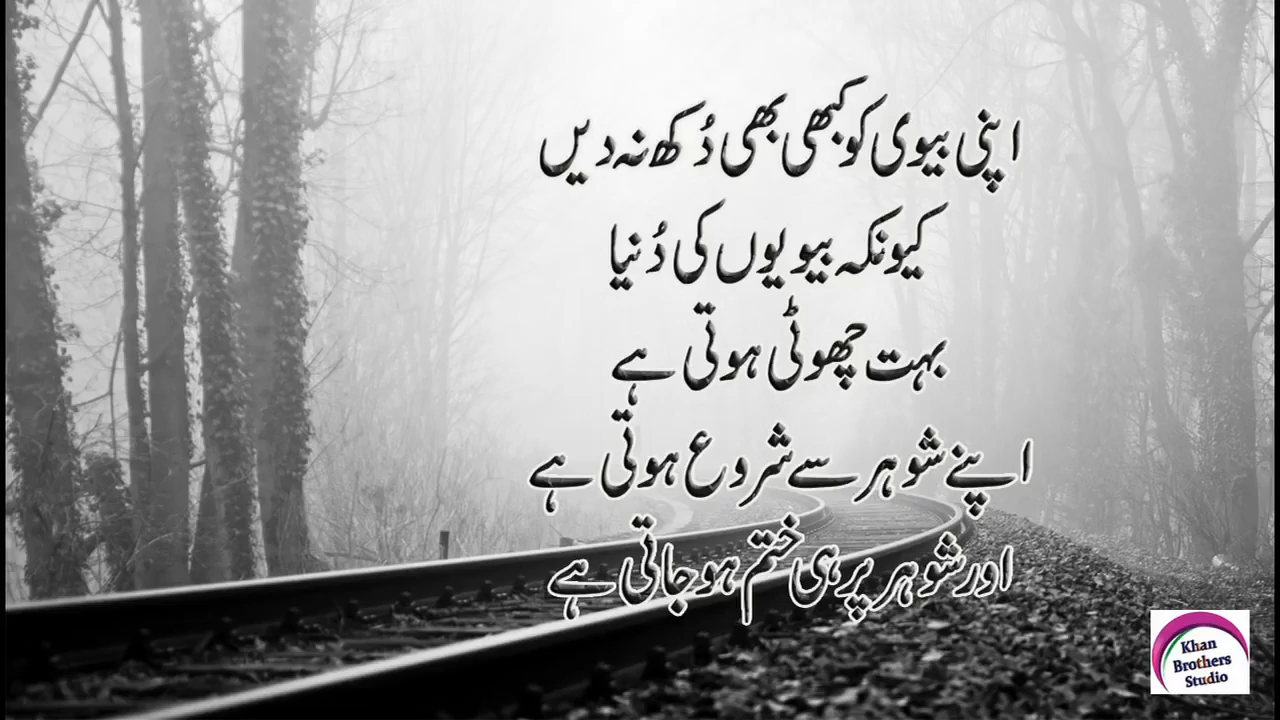 اپنی بیوی کو کبھی بھی دُکھ نہ دیں
کیونکہ بیویوں کی دُنیا
بہت چھوٹی ہوتی ہے
اپنے شوہر سے شروع ہوتی ہے
اور شوہر پر ہی ختم ہو جاتی ہے
Khan
Brothers
Studio